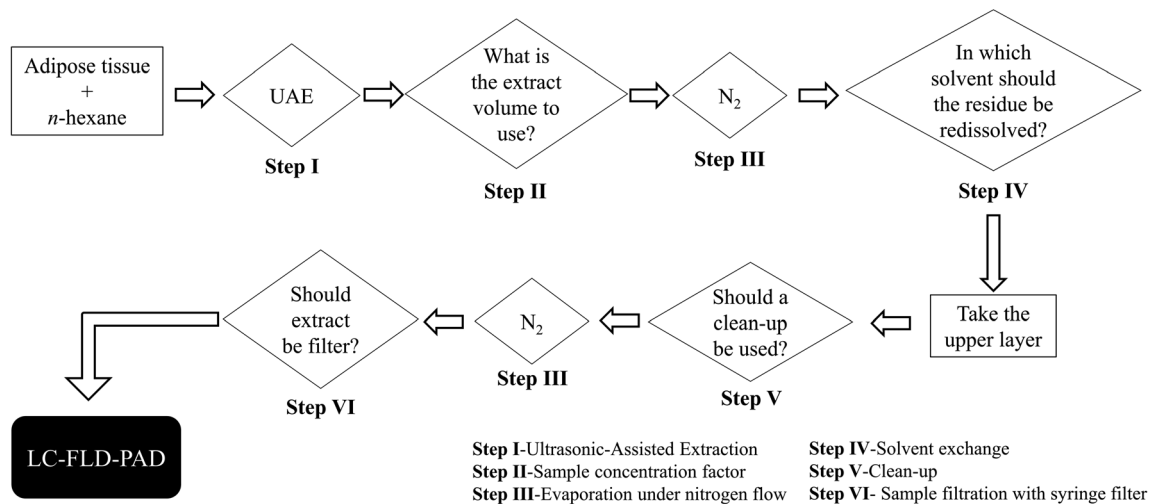 Adipose tissue
+
n-hexane
UAE
Step I
What is
the extract
volume to
use?
Step II
N₂
Step III
In which
solvent should
the residue be
redissolved?
Step IV
Take the
upper layer
Should a
clean-up
be used?
Step V
N₂
Step III
Should
extract
be filter?
Step VI
LC-FLD-PAD
Step I-Ultrasonic-Assisted Extraction
Step II-Sample concentration factor
Step III-Evaporation under nitrogen flow
Step IV-Solvent exchange
Step V-Clean-up
Step VI- Sample filtration with syringe filter